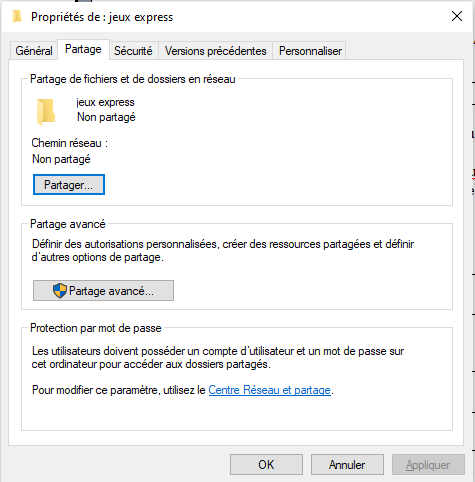 Propriétés de : jeux express
Général Partage Sécurité Versions précédentes Personnaliser
Partage de fichiers et de dossiers en réseau
jeux express
Non partagé
Chemin réseau :
Non partagé
Partager...
Partage avancé
Définir des autorisations personnalisées, créer des ressources partagées et définir
d'autres options de partage.
Partage avancé...
Protection par mot de passe
Les utilisateurs doivent posséder un compte d'utilisateur et un mot de passe sur
cet ordinateur pour accéder aux dossiers partagés.
Pour modifier ce paramètre, utilisez le Centre Réseau et partage.
OK Annuler Appliquer